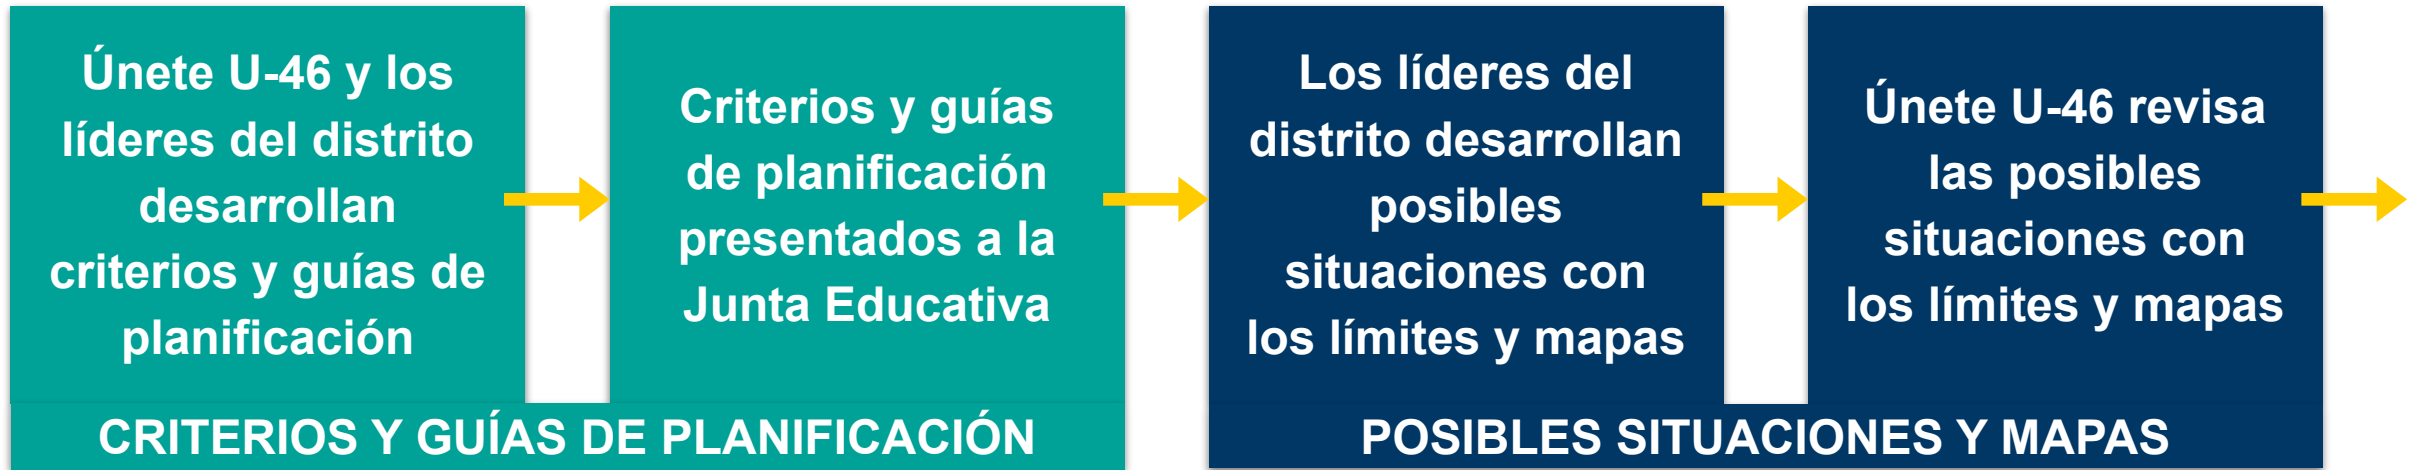 Únete U-46 y los
líderes del distrito
desarrollan
criterios y guías de
planificación
Criterios y guías
de planificación
presentados a la
Junta Educativa
CRITERIOS Y GUÍAS DE PLANIFICACIÓN
Los líderes del
distrito desarrollan
posibles
situaciones con
los límites y mapas
Únete U-46 revisa
las posibles
situaciones con
los límites y mapas
POSIBLES SITUACIONES Y MAPAS